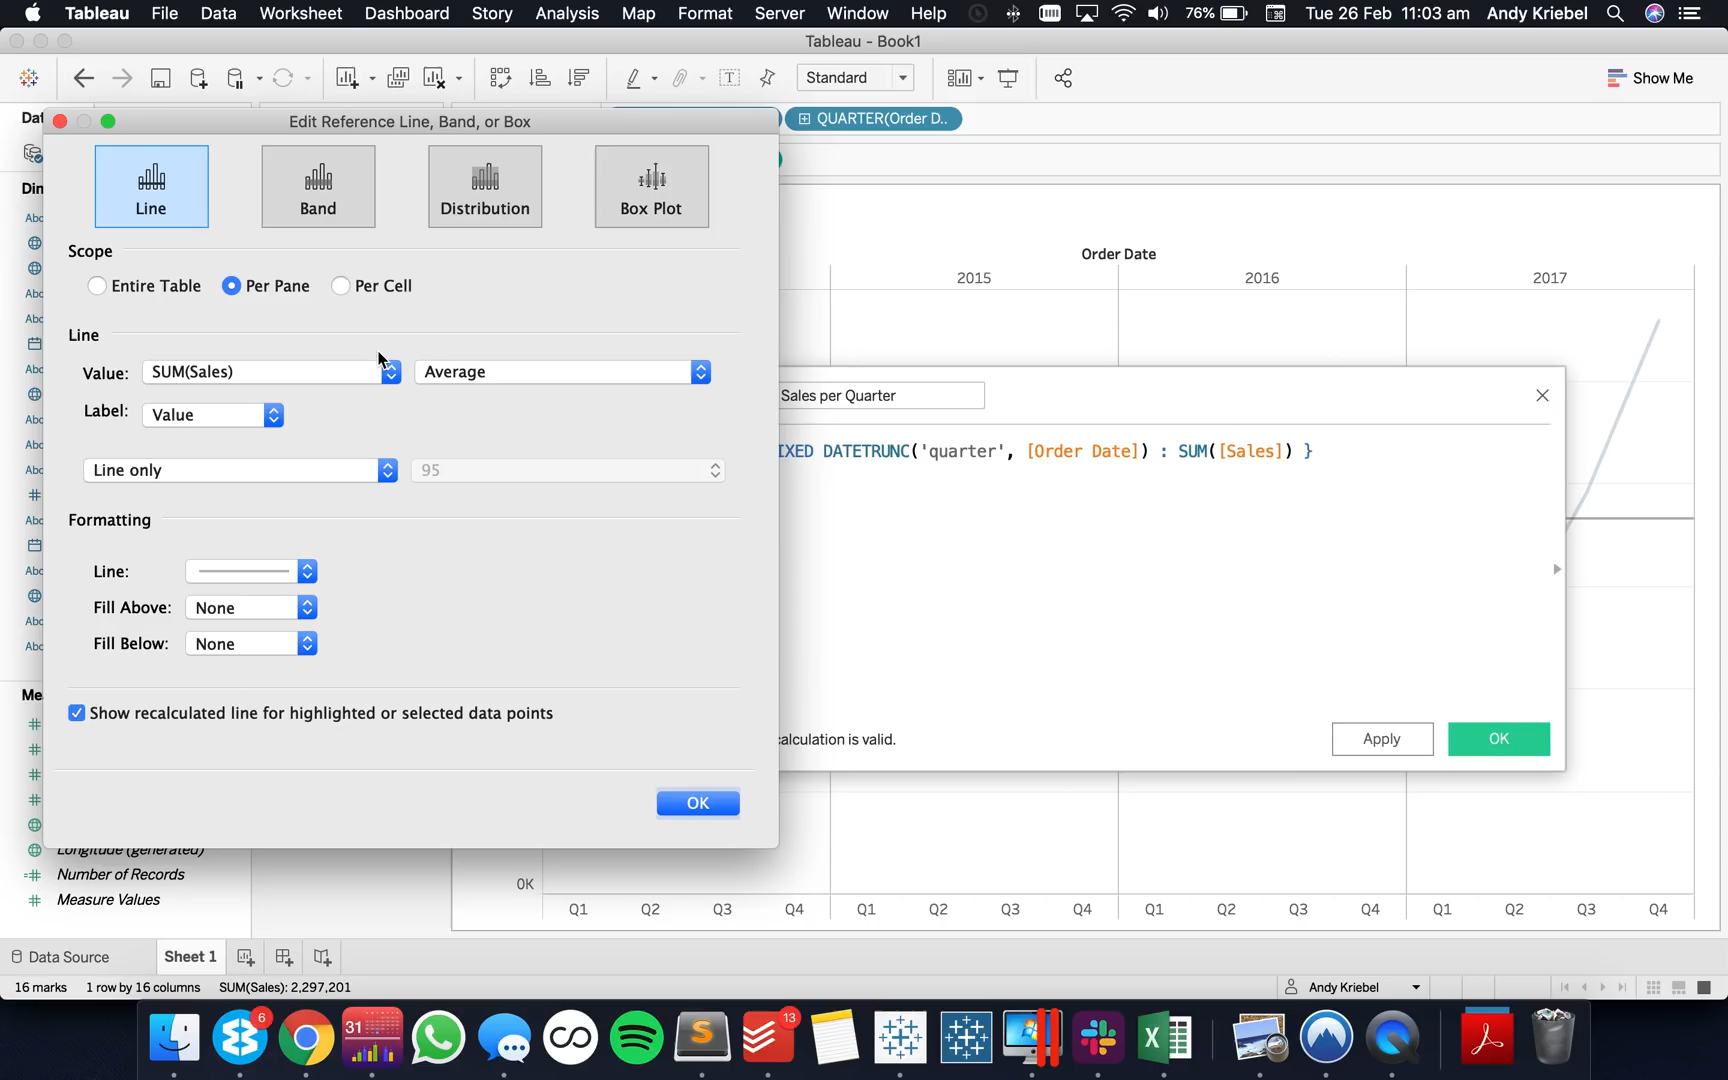 Tableau File Data Worksheet Dashboard Story Analysis Map Format Server Window Help 76% Tue 26 Feb 11:03 am Andy Kriebel
Tableau - Book1
Standard Show Me
QUARTER(Order D..
Edit Reference Line, Band, or Box
Line Band Distribution Box Plot
Scope
Entire Table Per Pane Per Cell
Line
Value: SUM(Sales) Average
Label: Value
Line only 95
Formatting
Line:
Fill Above: None
Fill Below: None
Show recalculated line for highlighted or selected data points
OK
Order Date
2015 2016 2017
Sales per Quarter
IXED DATETRUNC('quarter', [Order Date]) : SUM([Sales]) }
alculation is valid.
Apply OK
Longitude (generated)
Number of Records
Measure Values
0K
Q1 Q2 Q3 Q4 Q1 Q2 Q3 Q4 Q1 Q2 Q3 Q4 Q1 Q2 Q3 Q4
Data Source Sheet 1
16 marks 1 row by 16 columns SUM(Sales): 2,297,201 Andy Kriebel
6 31 13